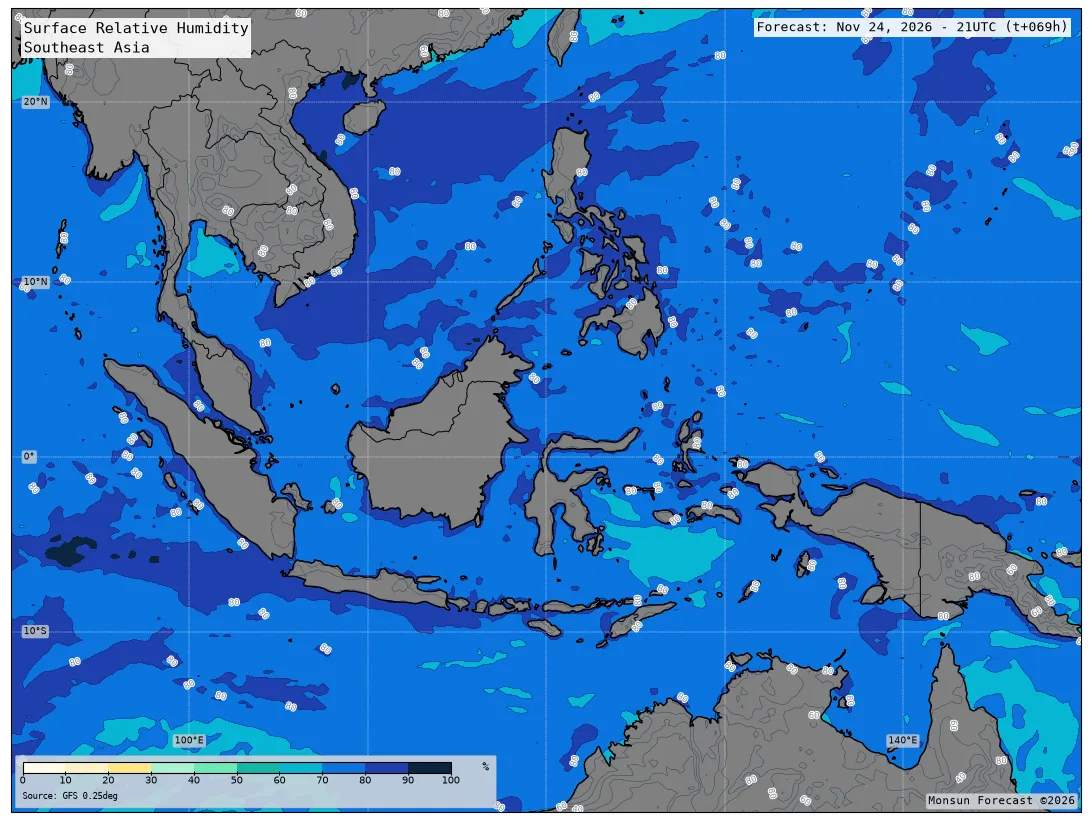 Surface Relative Humidity
Southeast Asia
Forecast: Nov 24, 2026 - 21UTC (t+069h)
20°N
10°N
0°
10°S
100°E
140°E
0 10 20 30 40 50 60 70 80 90 100
%
Source: GFS 0.25deg
Monsun Forecast ©2026